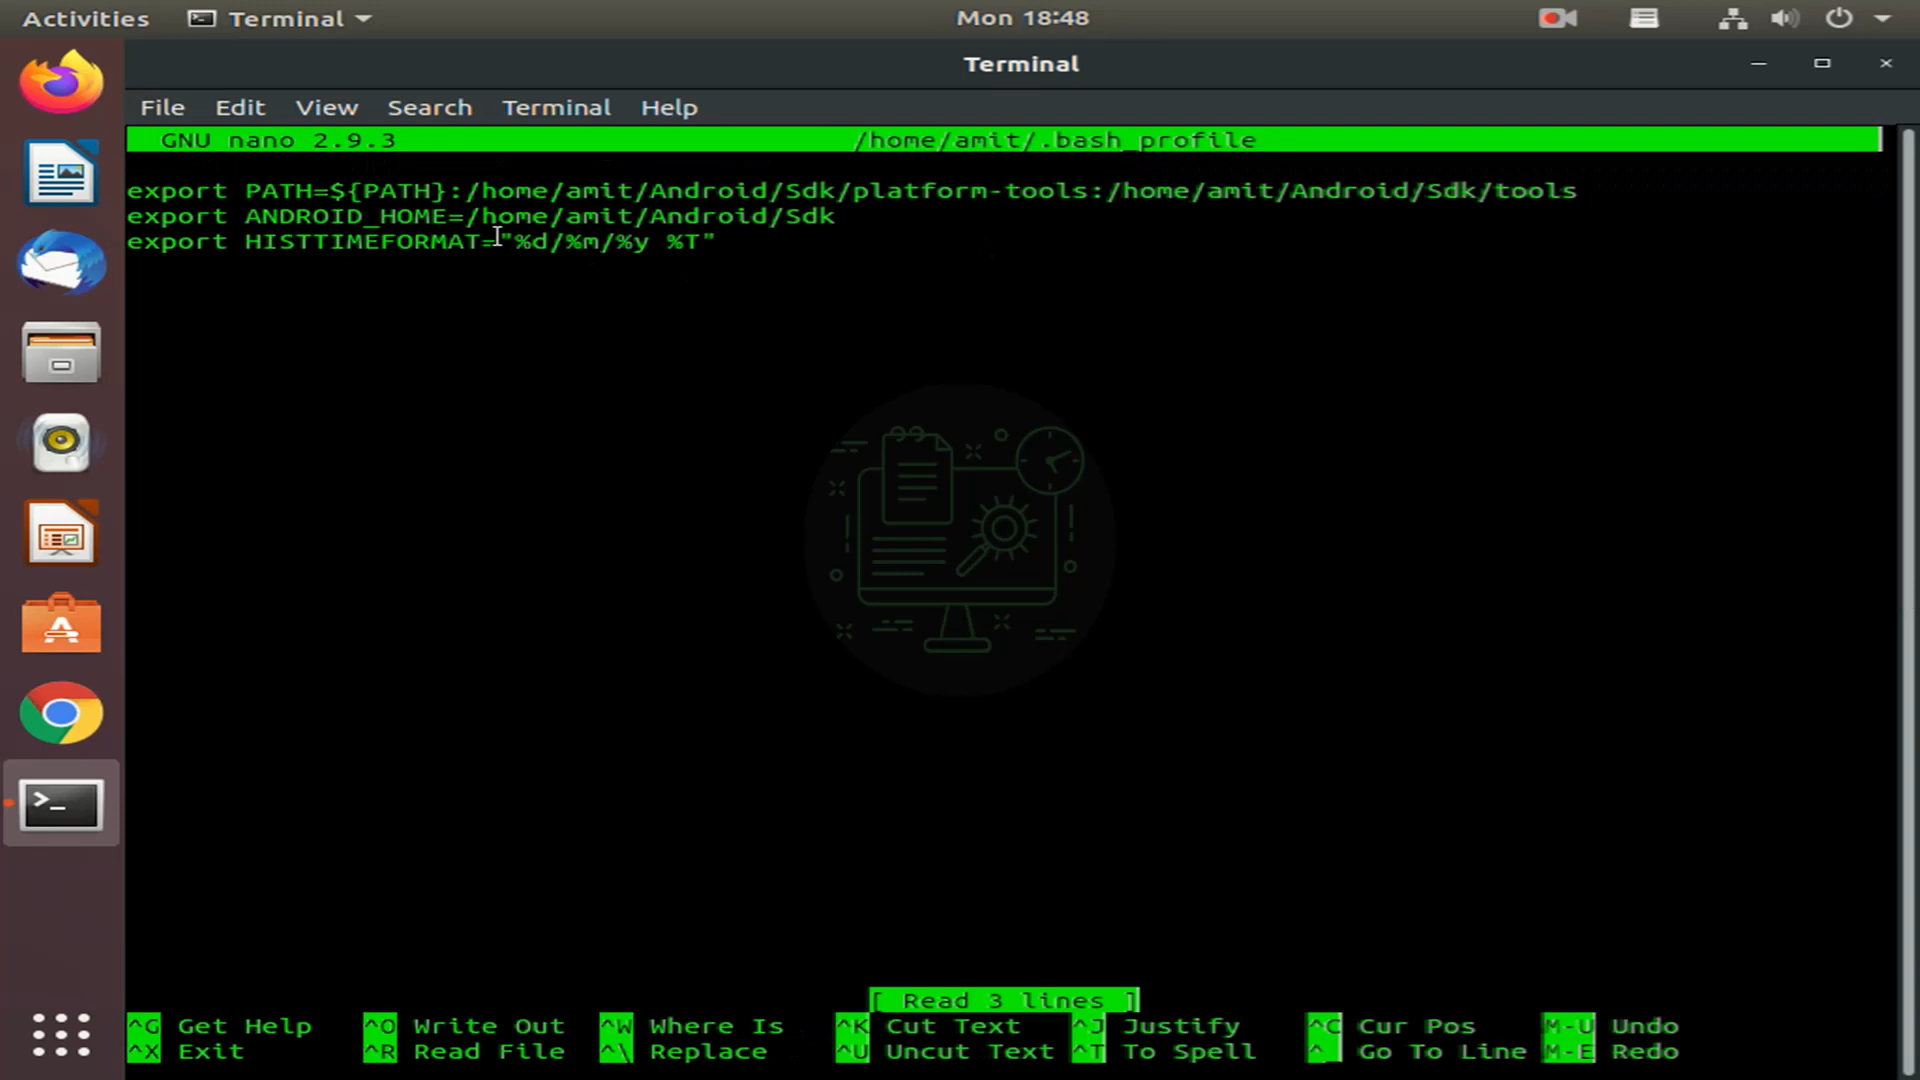 Activities Terminal Mon 18:48
Terminal
File Edit View Search Terminal Help
GNU nano 2.9.3 /home/amit/.bash_profile
export PATH=${PATH}:/home/amit/Android/Sdk/platform-tools:/home/amit/Android/Sdk/tools
export ANDROID_HOME=/home/amit/Android/Sdk
export HISTTIMEFORMAT="%d/%m/%y %T"
[ Read 3 lines ]
^G Get Help ^O Write Out ^W Where Is ^K Cut Text ^J Justify ^C Cur Pos M-U Undo
^X Exit ^R Read File ^\ Replace ^U Uncut Text ^T To Spell ^_ Go To Line M-E Redo